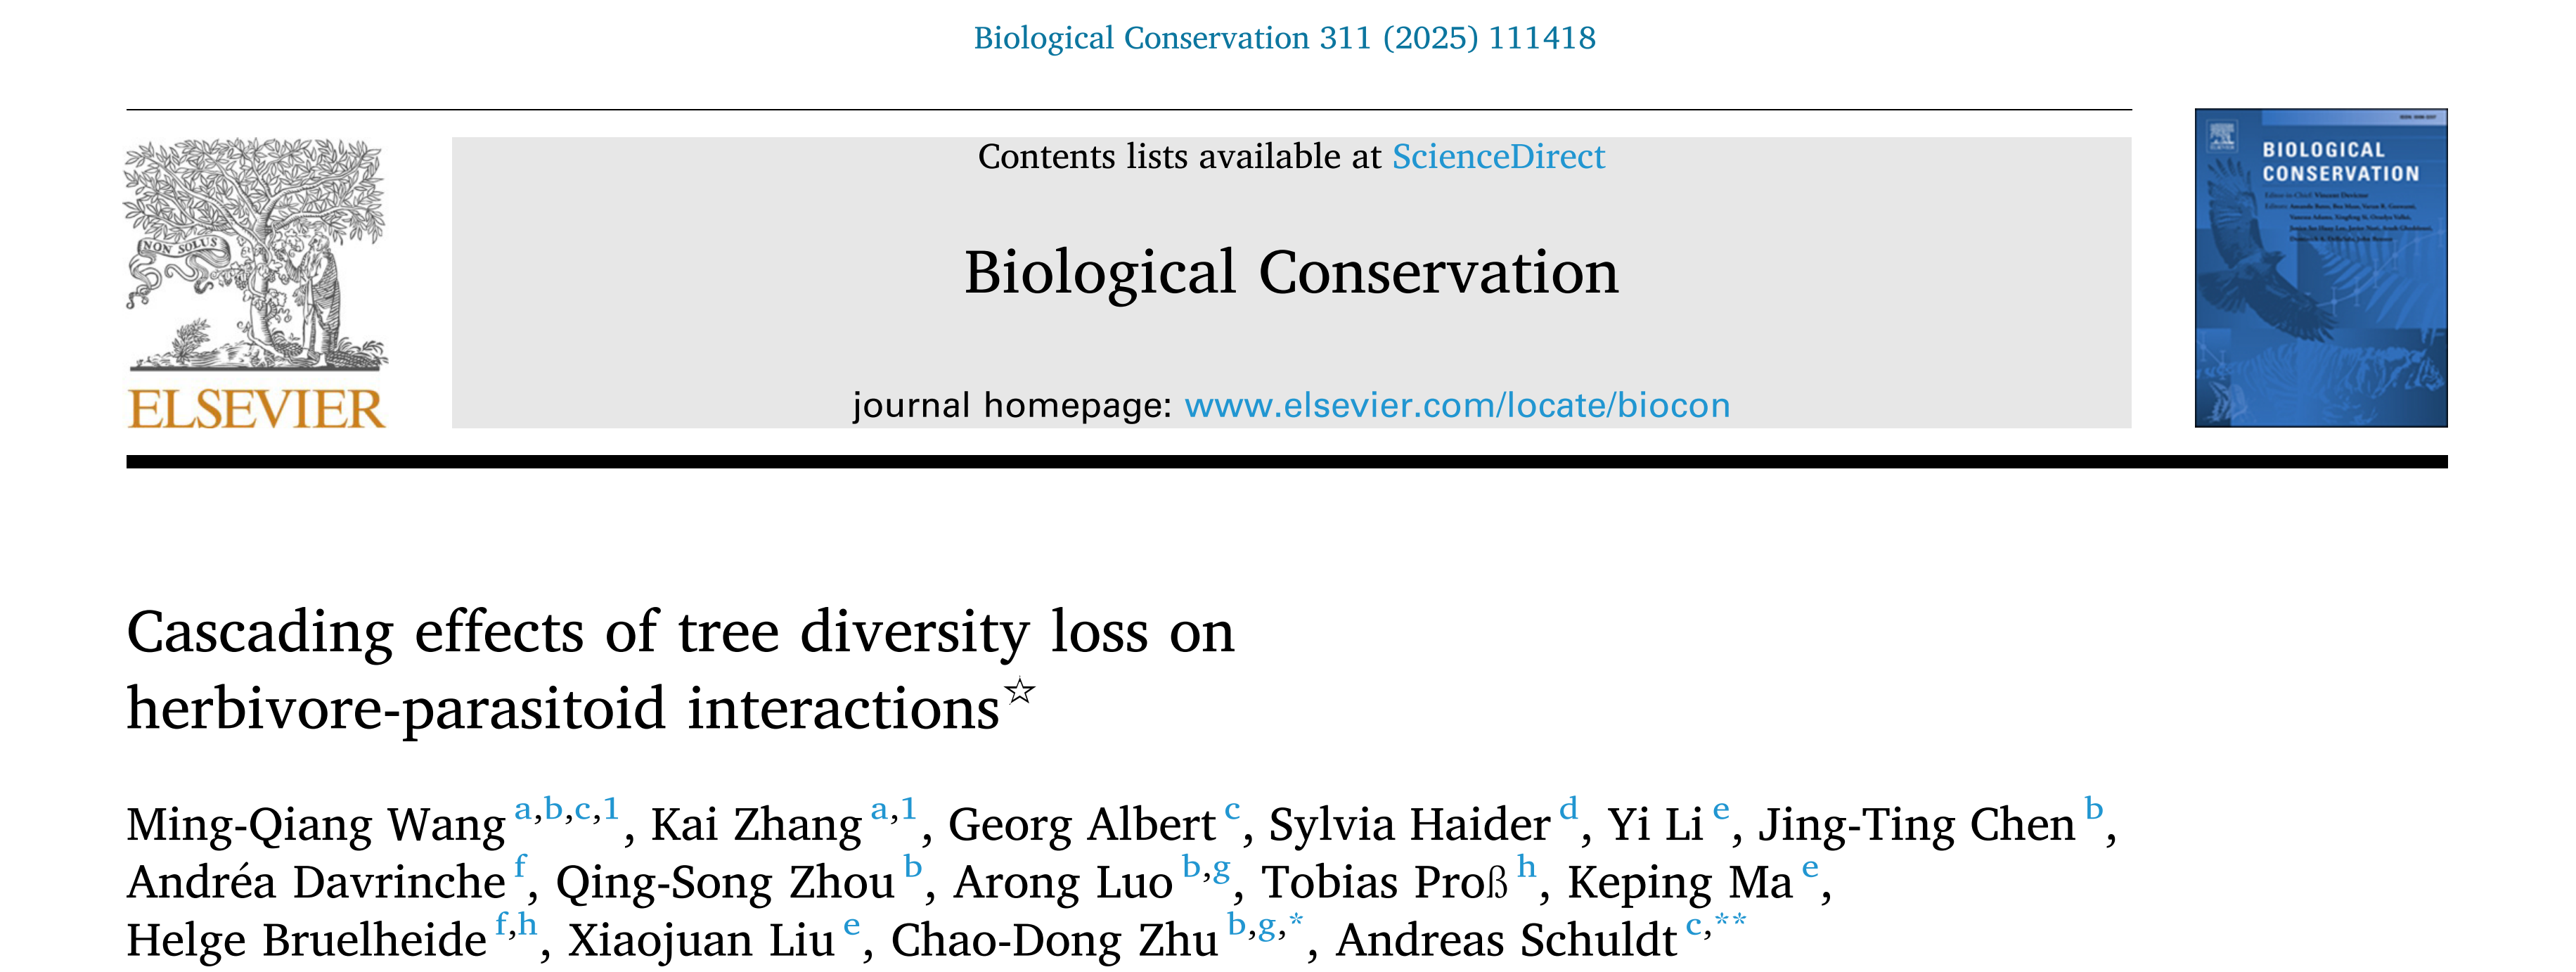 Biological Conservation 311 (2025) 111418
Contents lists available at ScienceDirect
Biological Conservation
journal homepage: www.elsevier.com/locate/biocon
NON SOLUS
ELSEVIER
BIOLOGICAL
CONSERVATION
Cascading effects of tree diversity loss on
herbivore-parasitoid interactions☆
Ming-Qiang Wang a,b,c,1, Kai Zhang a,1, Georg Albert c, Sylvia Haider d, Yi Li e, Jing-Ting Chen b,
Andréa Davrinche f, Qing-Song Zhou b, Arong Luo b,g, Tobias Proß h, Keping Ma e,
Helge Bruelheide f,h, Xiaojuan Liu e, Chao-Dong Zhu b,g,*, Andreas Schuldt c,**